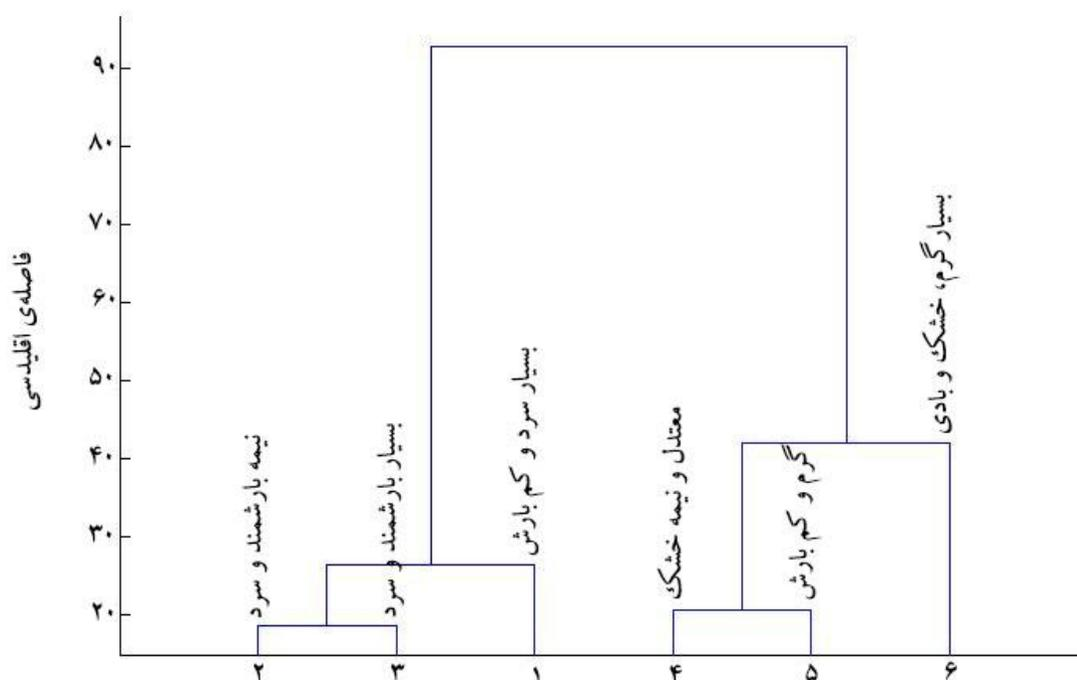 فاصله‌ی اقلیدسی
۹۰
۸۰
۷۰
۶۰
۵۰
۴۰
۳۰
۲۰
نیمه بارشمند و سرد
بسیار بارشمند و سرد
بسیار سرد و کم بارش
معتدل و نیمه خشک
گرم و کم بارش
بسیار گرم، خشک و بادی
۲ ۳ ۱ ۴ ۵ ۶